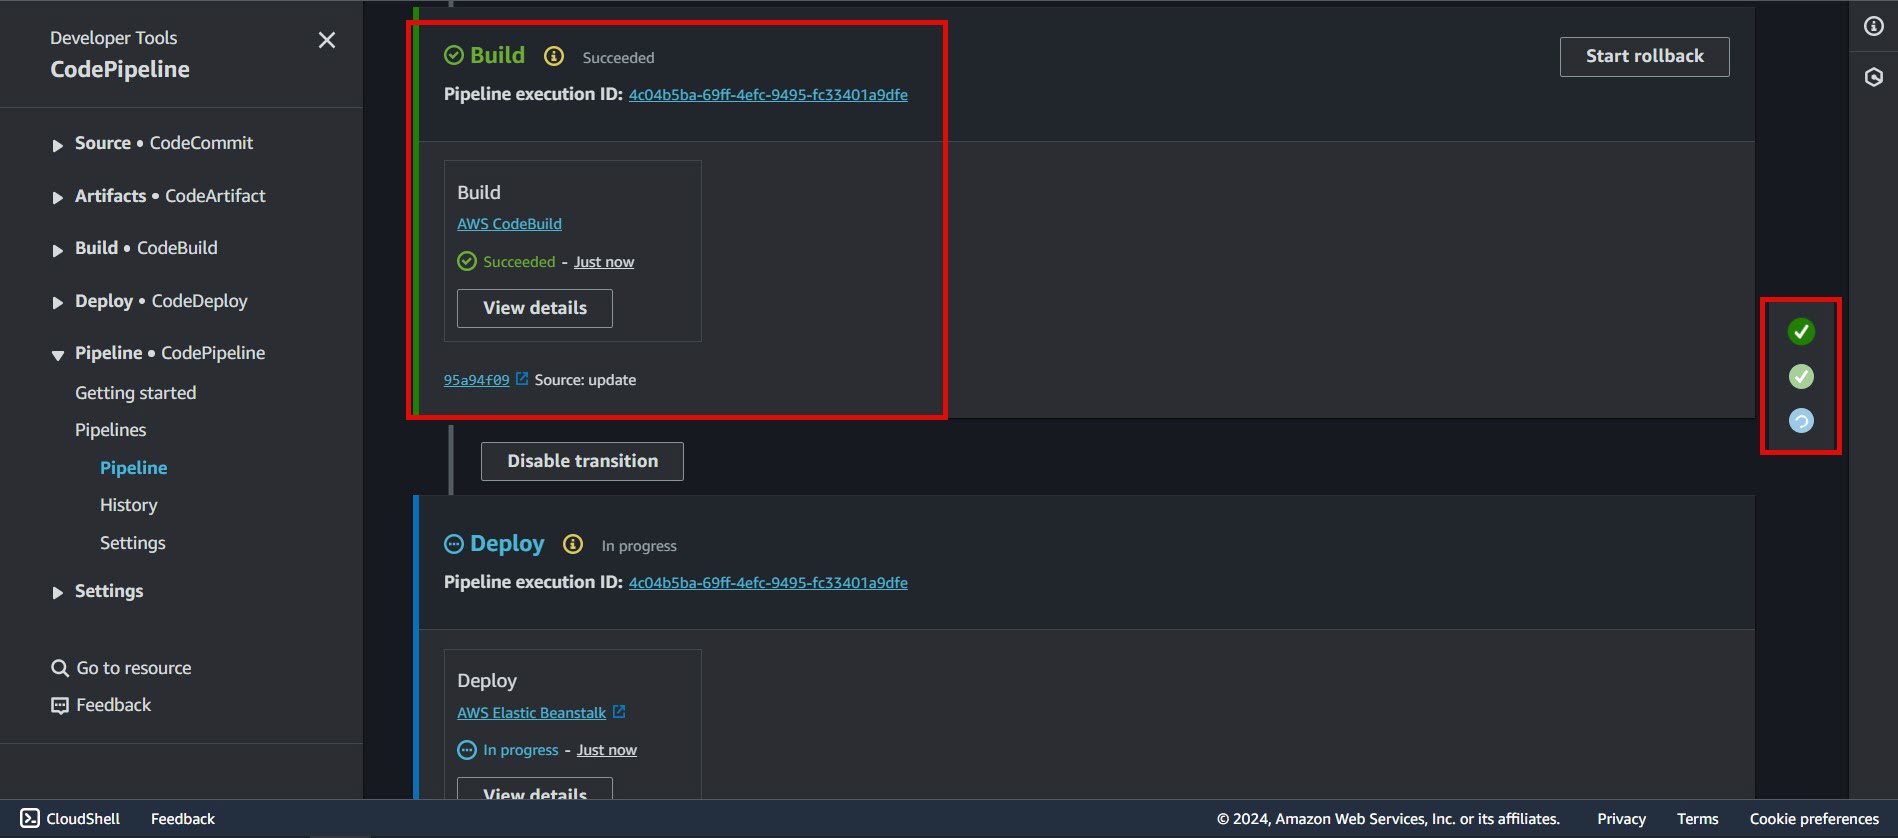 Developer Tools
CodePipeline
Source • CodeCommit
Artifacts • CodeArtifact
Build • CodeBuild
Deploy • CodeDeploy
Pipeline • CodePipeline
Getting started
Pipelines
Pipeline
History
Settings
Settings
Go to resource
Feedback
Build Succeeded
Start rollback
Pipeline execution ID: 4c04b5ba-69ff-4efc-9495-fc33401a9dfe
Build
AWS CodeBuild
Succeeded - Just now
View details
95a94f09 Source: update
Disable transition
Deploy In progress
Pipeline execution ID: 4c04b5ba-69ff-4efc-9495-fc33401a9dfe
Deploy
AWS Elastic Beanstalk
In progress - Just now
View details
CloudShell Feedback © 2024, Amazon Web Services, Inc. or its affiliates. Privacy Terms Cookie preferences